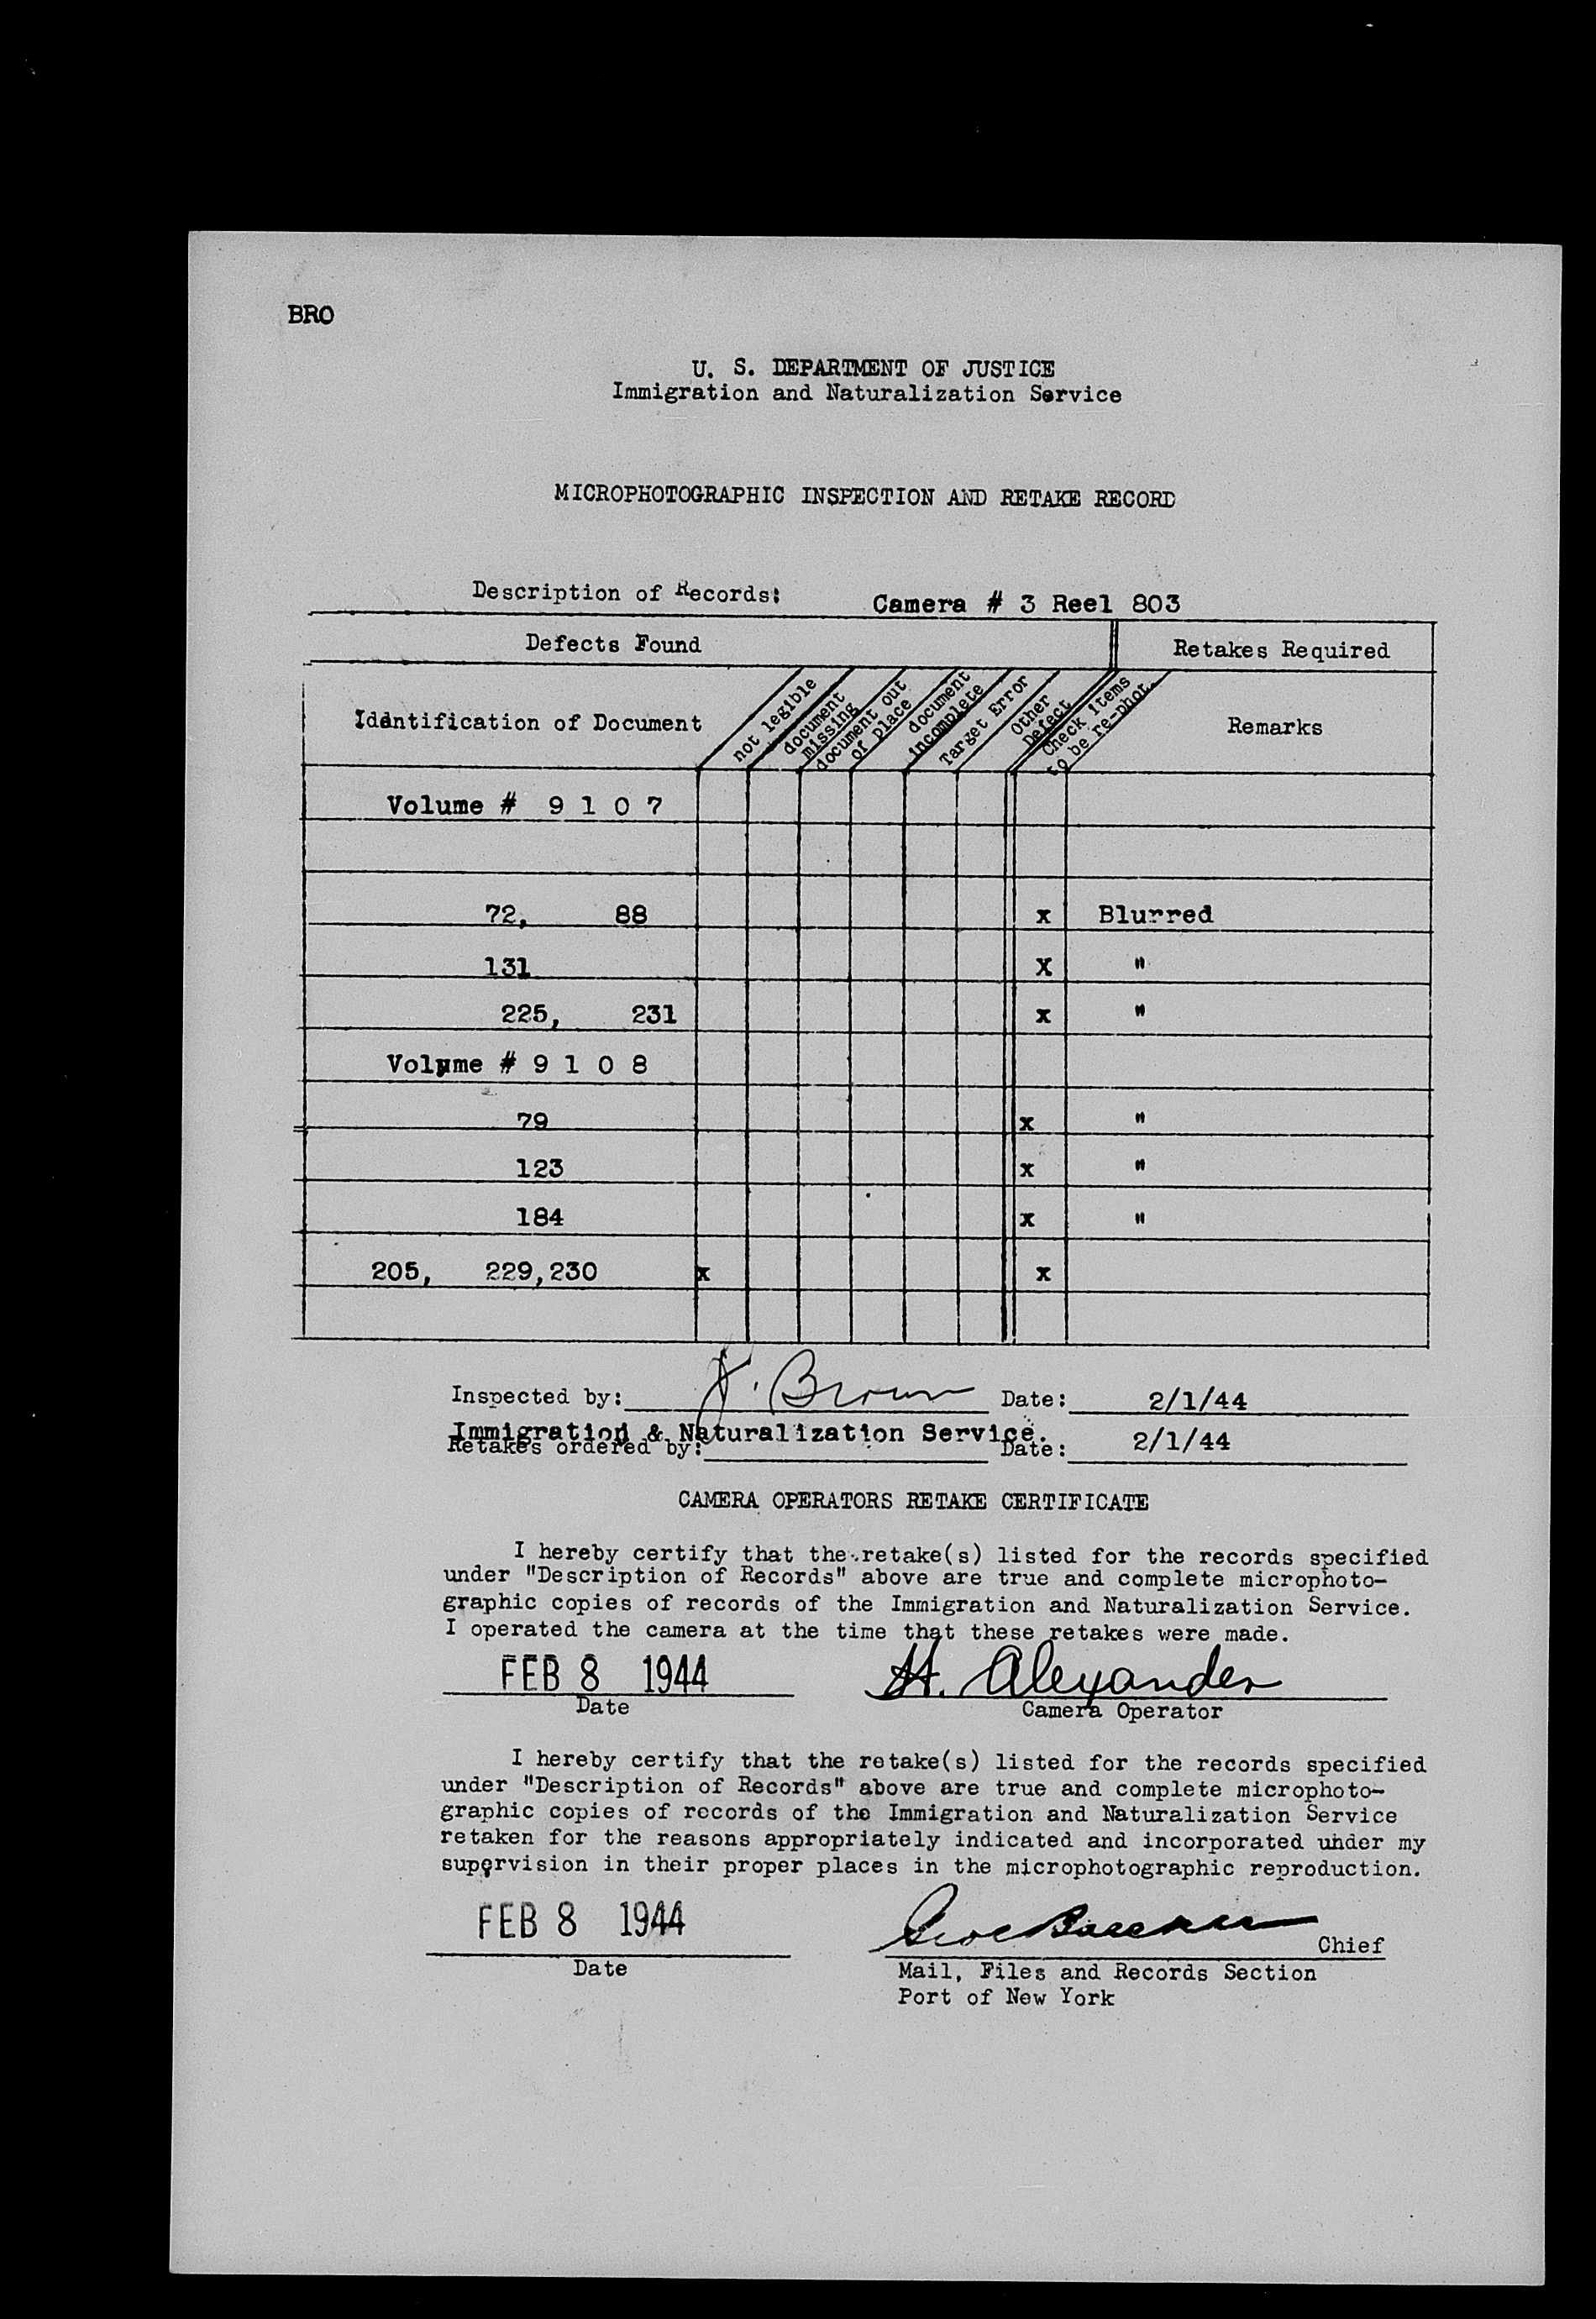 BRO
U. S. DEPARTMENT OF JUSTICE
Immigration and Naturalization Service
MICROPHOTOGRAPHIC INSPECTION AND RETAKE RECORD
Description of Records: Camera # 3 Reel 803
Defects Found Retakes Required
Identification of Document not legible document missing document out of place document incomplete Target Error Other Defect Check items to be re-phot. Remarks
Volume # 9 1 0 7
72, 88 x Blurred
131 X "
225, 231 x "
Volume # 9 1 0 8
79 x "
123 x "
184 x "
205, 229,230 x x
Inspected by: J. Brown Date: 2/1/44
Immigration & Naturalization Service.
Retakes ordered by: Date: 2/1/44
CAMERA OPERATORS RETAKE CERTIFICATE
I hereby certify that the retake(s) listed for the records specified
under "Description of Records" above are true and complete microphoto-
graphic copies of records of the Immigration and Naturalization Service.
I operated the camera at the time that these retakes were made.
FEB 8 1944 H. Alexander
Date Camera Operator
I hereby certify that the retake(s) listed for the records specified
under "Description of Records" above are true and complete microphoto-
graphic copies of records of the Immigration and Naturalization Service
retaken for the reasons appropriately indicated and incorporated under my
supervision in their proper places in the microphotographic reproduction.
FEB 8 1944
Chief
Date Mail, Files and Records Section
Port of New York